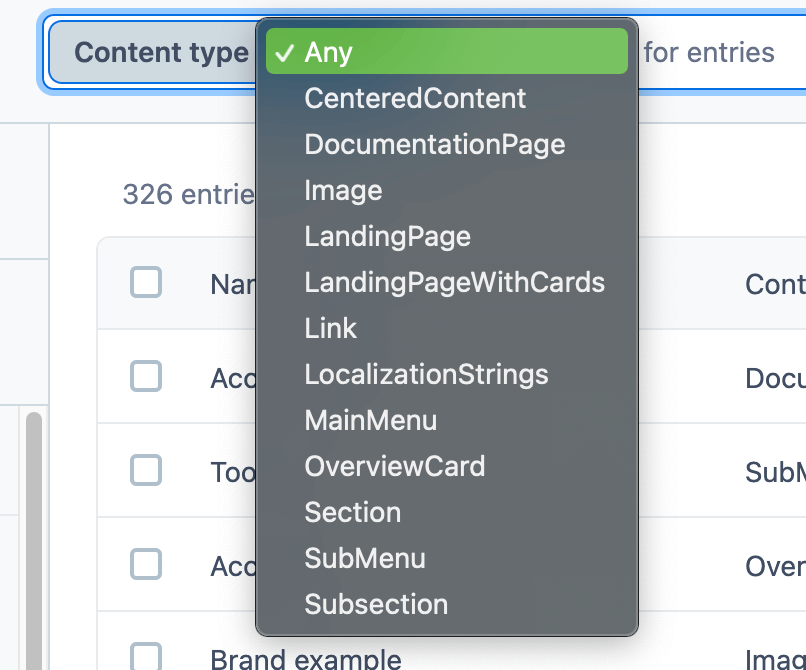 Content type ✓ Any for entries
CenteredContent
DocumentationPage
Image
326
LandingPage
LandingPageWithCards
Link
LocalizationStrings
MainMenu
OverviewCard
Section
SubMenu
Subsection
Brand example